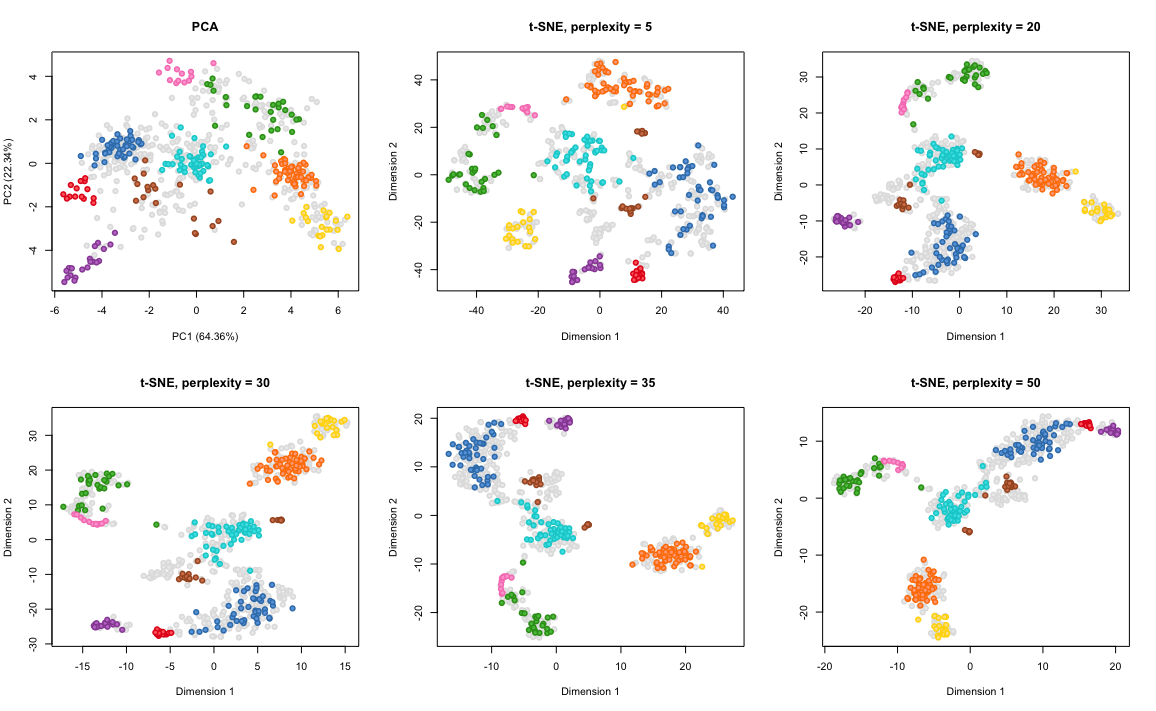 PCA
4
2
0
-2
-4
PC2 (22.34%)
-6 -4 -2 0 2 4 6
PC1 (64.36%)
t-SNE, perplexity = 5
40
20
0
-20
-40
Dimension 2
-40 -20 0 20 40
Dimension 1
t-SNE, perplexity = 20
30
20
10
0
-10
-20
Dimension 2
-20 -10 0 10 20 30
Dimension 1
t-SNE, perplexity = 30
30
20
10
0
-10
-20
-30
Dimension 2
-15 -10 -5 0 5 10 15
Dimension 1
t-SNE, perplexity = 35
20
10
0
-10
-20
Dimension 2
-10 0 10 20
Dimension 1
t-SNE, perplexity = 50
10
0
-10
-20
Dimension 2
-20 -10 0 10 20
Dimension 1